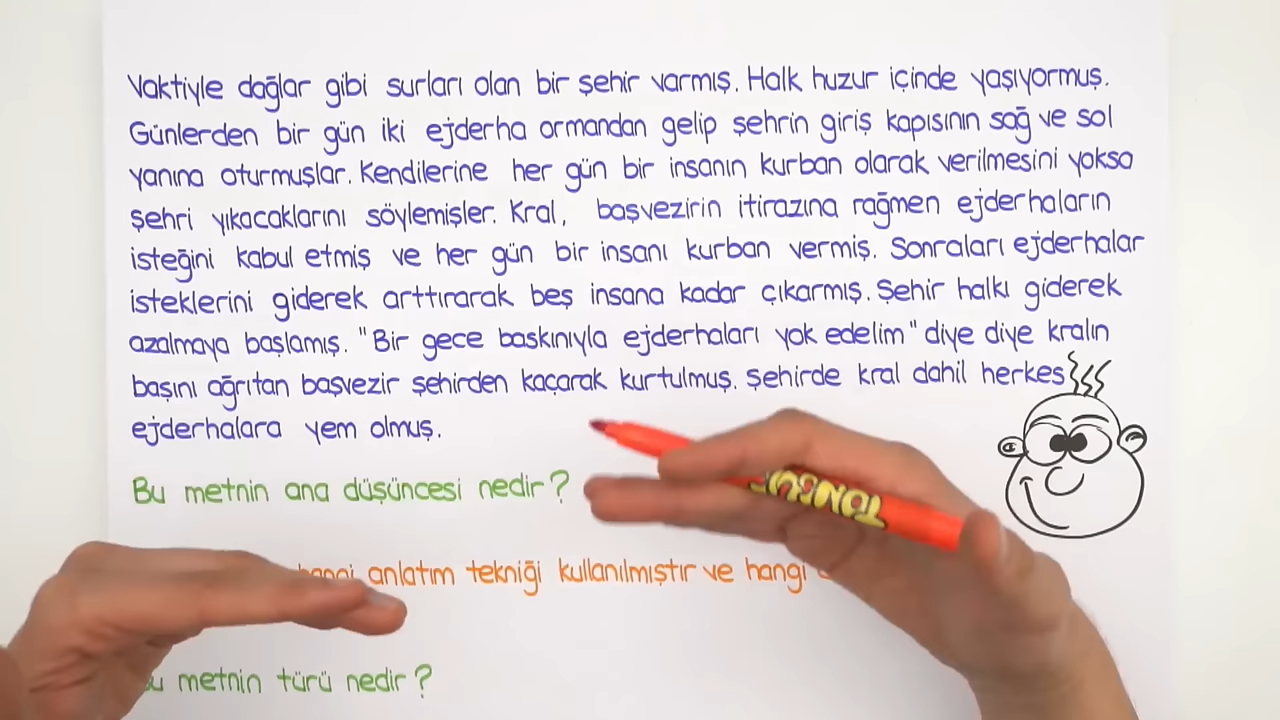 Vaktiyle dağlar gibi surları olan bir şehir varmış. Halk huzur içinde yaşıyormuş.
Günlerden bir gün iki ejderha ormandan gelip şehrin giriş kapısının sağ ve sol
yanına oturmuşlar. Kendilerine her gün bir insanın kurban olarak verilmesini yoksa
şehri yıkacaklarını söylemişler. Kral, başvezirin itirazına rağmen ejderhaların
isteğini kabul etmiş ve her gün bir insanı kurban vermiş. Sonraları ejderhalar
isteklerini giderek arttırarak beş insana kadar çıkarmış. Şehir halkı giderek
azalmaya başlamış. "Bir gece baskınıyla ejderhaları yok edelim" diye diye kralın
başını ağrıtan başvezir şehirden kaçarak kurtulmuş. Şehirde kral dahil herkes
ejderhalara yem olmuş.
Bu metnin ana düşüncesi nedir?
TONGUÇ
hangi anlatım tekniği kullanılmıştır ve hangi
Bu metnin türü nedir?